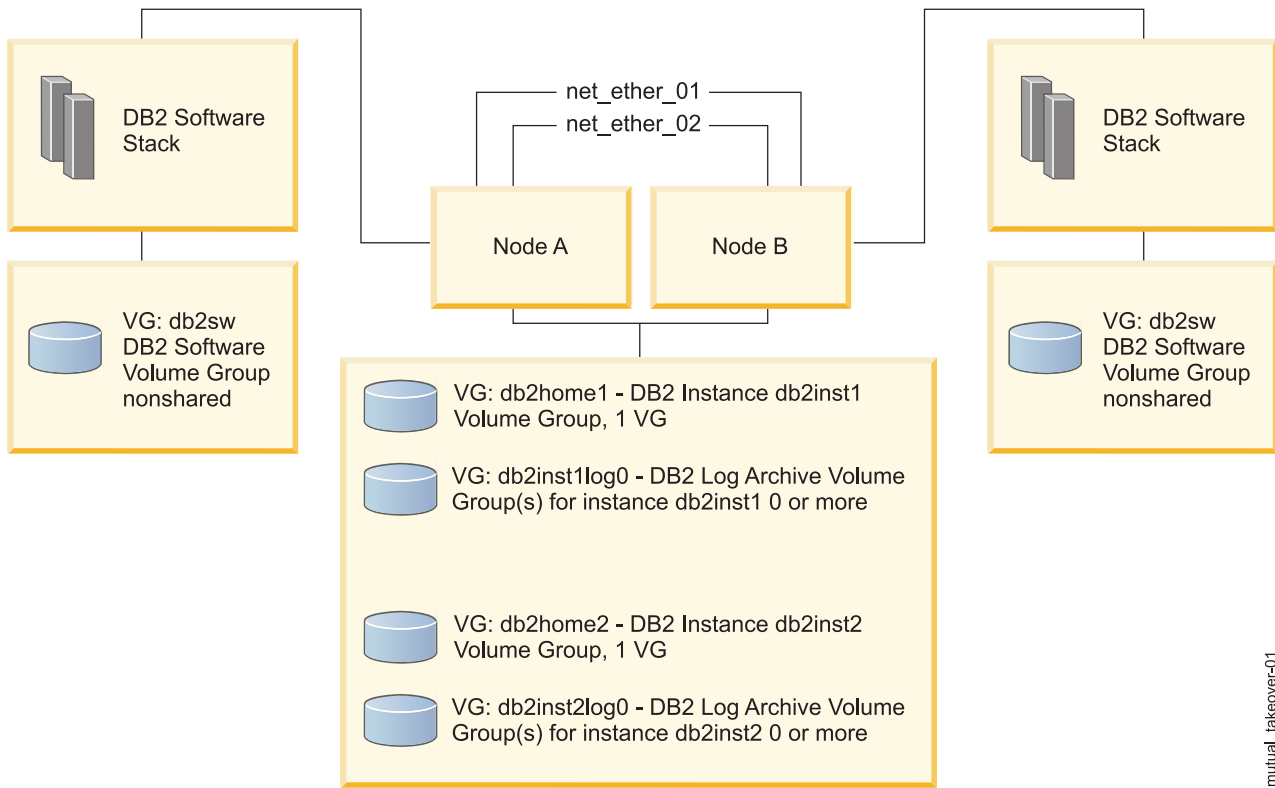 DB2 Software
Stack
VG: db2sw
DB2 Software
Volume Group
nonshared
net_ether_01
net_ether_02
Node A
Node B
DB2 Software
Stack
VG: db2sw
DB2 Software
Volume Group
nonshared
VG: db2home1 - DB2 Instance db2inst1
Volume Group, 1 VG
VG: db2inst1log0 - DB2 Log Archive Volume
Group(s) for instance db2inst1 0 or more
VG: db2home2 - DB2 Instance db2inst2
Volume Group, 1 VG
VG: db2inst2log0 - DB2 Log Archive Volume
Group(s) for instance db2inst2 0 or more
mutual_takeover-01